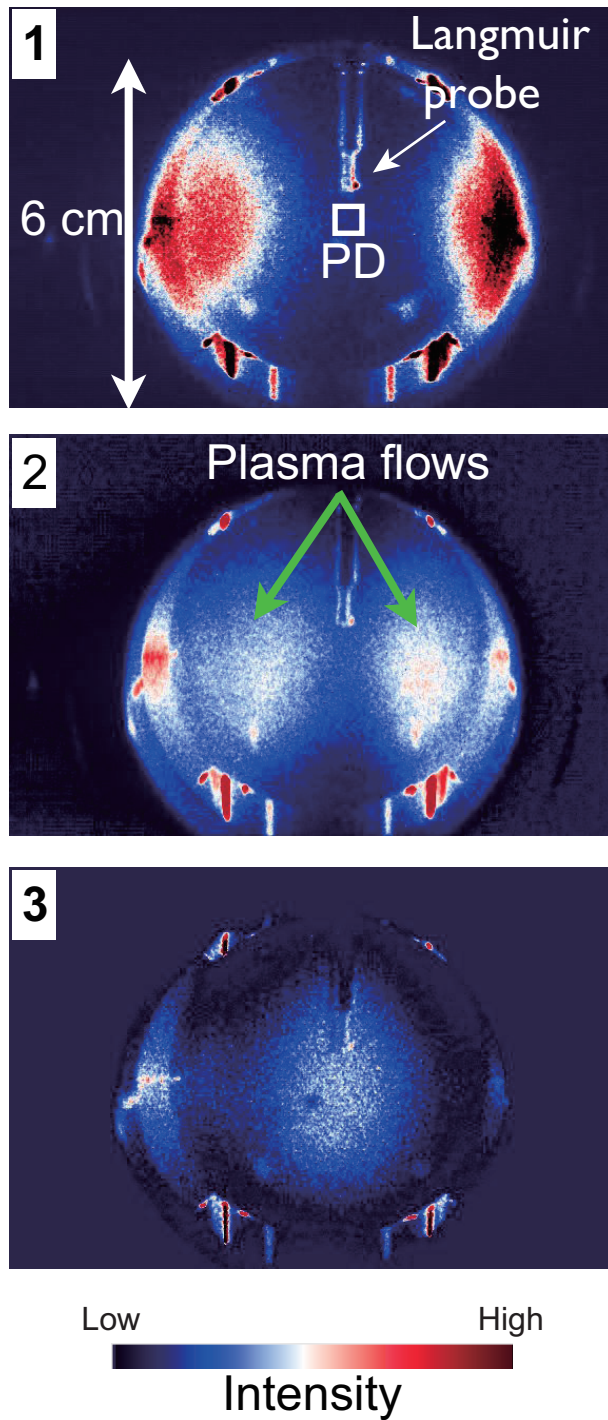 1
Langmuir
probe
6 cm
PD
2
Plasma flows
3
Low
High
Intensity